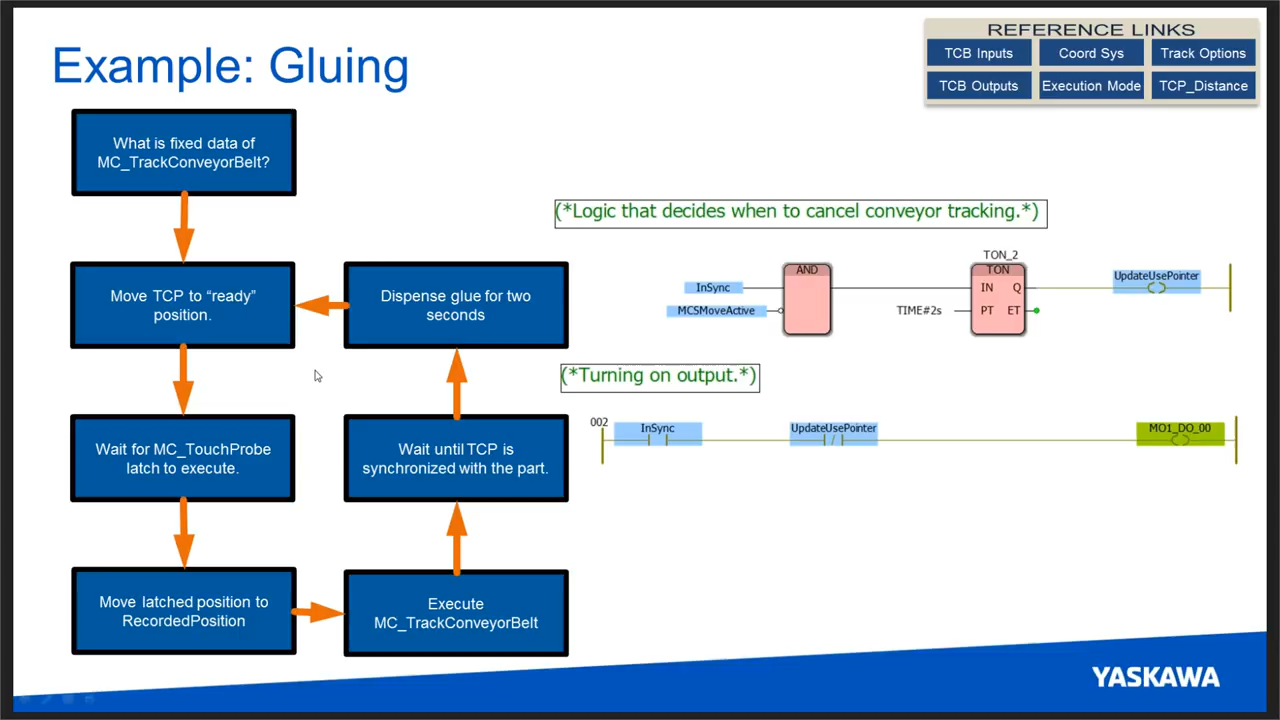 Example: Gluing
REFERENCE LINKS
TCB Inputs
Coord Sys
Track Options
TCB Outputs
Execution Mode
TCP_Distance
What is fixed data of
MC_TrackConveyorBelt?
Move TCP to “ready”
position.
Wait for MC_TouchProbe
latch to execute.
Move latched position to
RecordedPosition
Execute
MC_TrackConveyorBelt
Wait until TCP is
synchronized with the part.
Dispense glue for two
seconds
(*Logic that decides when to cancel conveyor tracking.*)
TON_2
AND
TON
UpdateUsePointer
InSync
IN
Q
MCSMoveActive
TIME#2s
PT
ET
(*Turning on output.*)
002
InSync
UpdateUsePointer
MO1_DO_00
YASKAWA